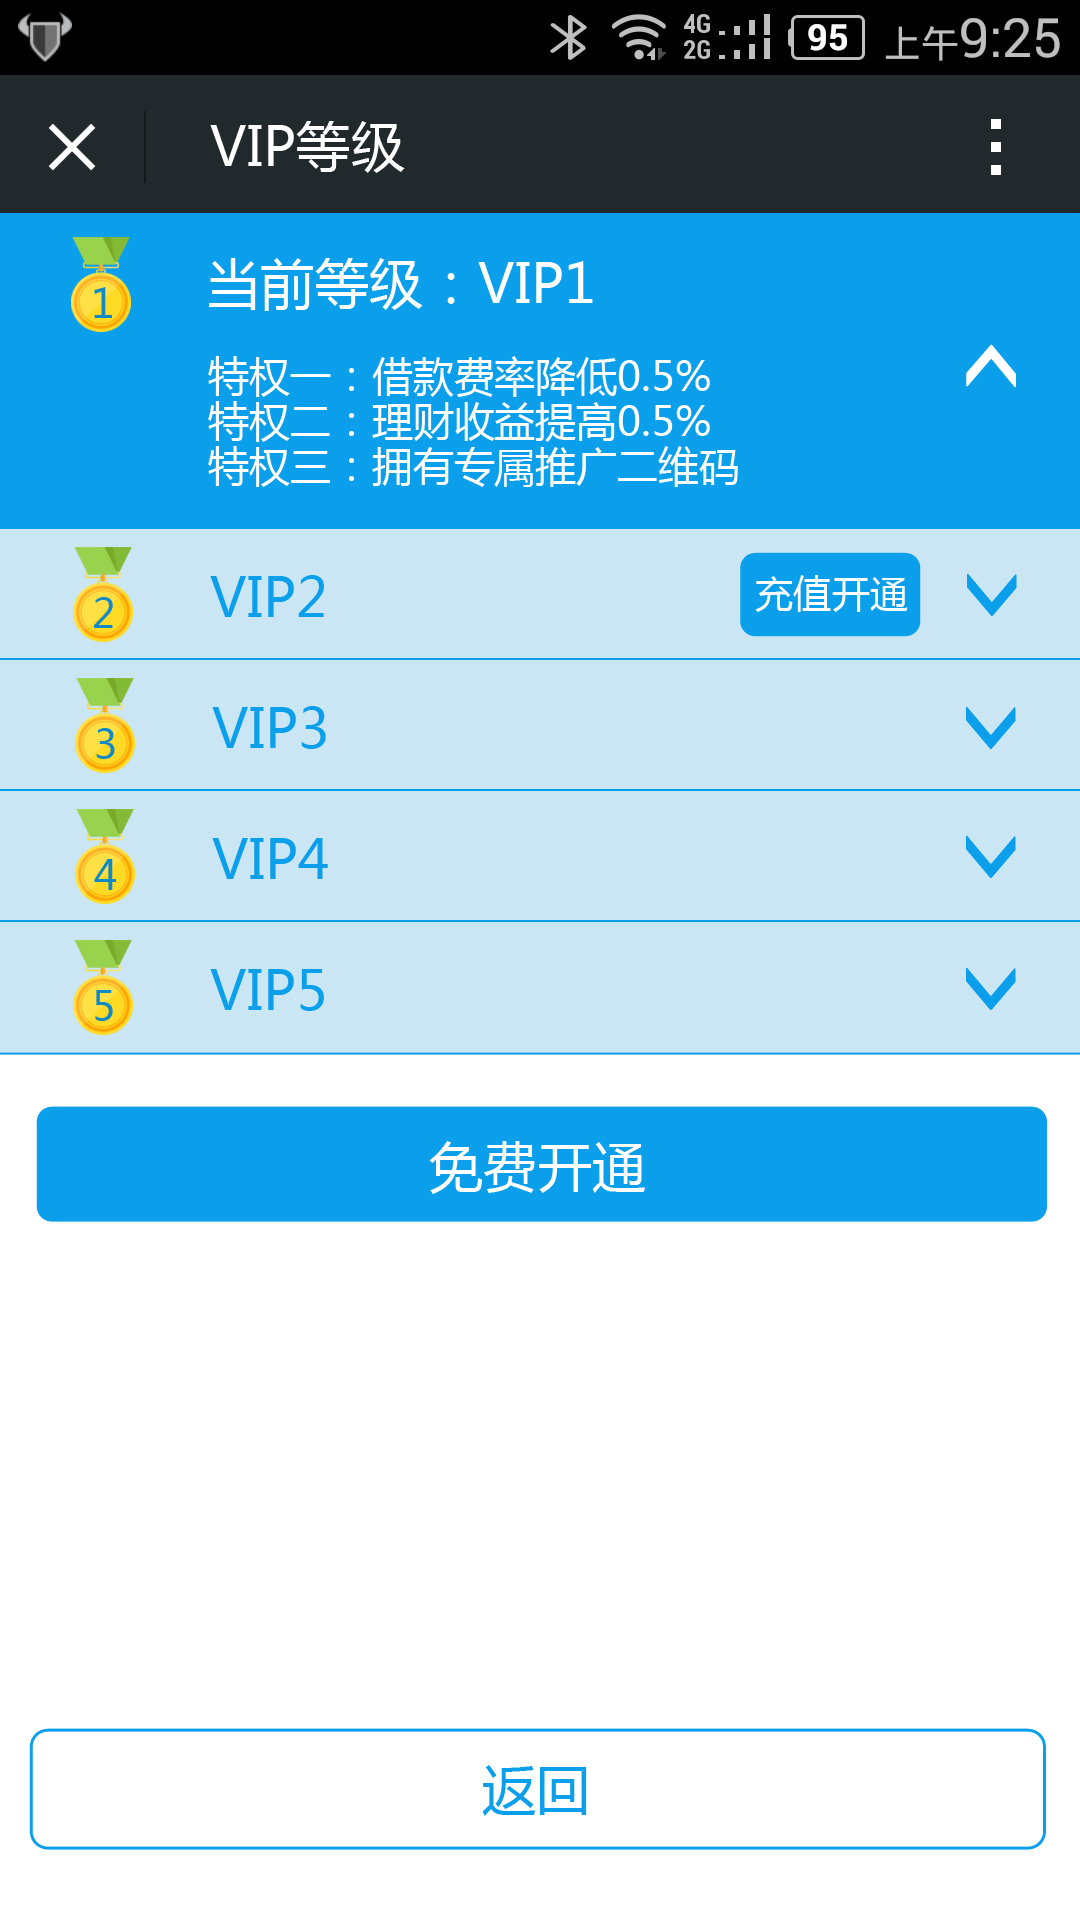 4G
2G
95
上午9:25
VIP等级
1
当前等级：VIP1
特权一：借款费率降低0.5%
特权二：理财收益提高0.5%
特权三：拥有专属推广二维码
2
VIP2
充值开通
3
VIP3
4
VIP4
5
VIP5
免费开通
返回